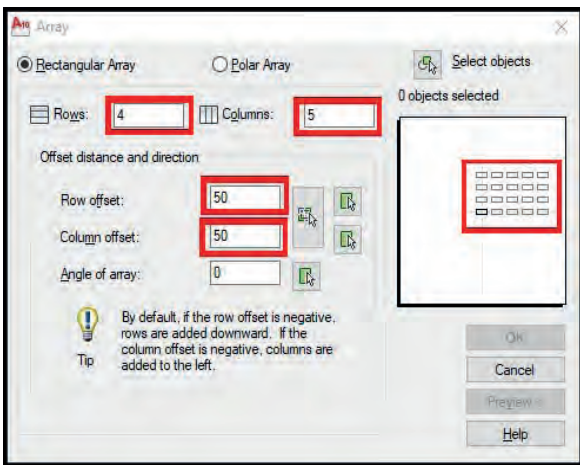 Array
Rectangular Array
Polar Array
Select objects
0 objects selected
Rows: 4
Columns: 5
Offset distance and direction
Row offset: 50
Column offset: 50
Angle of array: 0
Tip
By default, if the row offset is negative,
rows are added downward. If the
column offset is negative, columns are
added to the left.
OK
Cancel
Preview <
Help